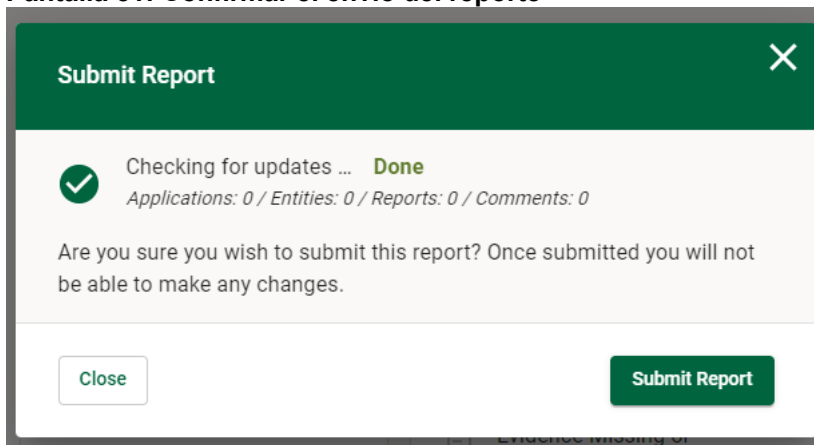 Submit Report
Checking for updates ... Done
Applications: 0 / Entities: 0 / Reports: 0 / Comments: 0
Are you sure you wish to submit this report? Once submitted you will not
be able to make any changes.
Close
Submit Report